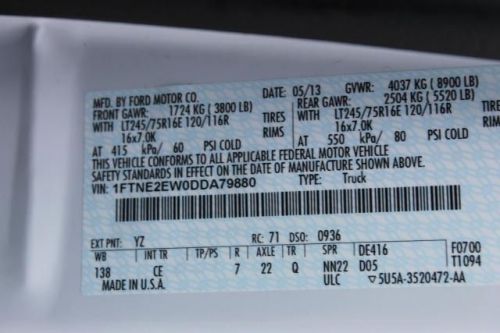 MFD. BY FORD MOTOR CO.
DATE: 05/13 GVWR: 4037 KG ( 8900 LB)
FRONT GAWR: 1724 KG ( 3800 LB) REAR GAWR: 2504 KG ( 5520 LB)
WITH LT245/75R16E 120/116R TIRES WITH LT245/75R16E 120/116R TIRES
16x7.0K RIMS 16x7.0K RIMS
AT 415 kPa/ 60 PSI COLD AT 550 kPa/ 80 PSI COLD
THIS VEHICLE CONFORMS TO ALL APPLICABLE FEDERAL MOTOR VEHICLE
SAFETY STANDARDS IN EFFECT ON THE DATE OF MANUFACTURE SHOWN ABOVE.
VIN: 1FTNE2EW0DDA79880
TYPE: Truck
EXT PNT: YZ RC: 71 DSO: 0936
WB INT TR TP/PS R AXLE TR SPR DE416 F0700
138 CE 7 22 Q NN22 D05 T1094
MADE IN U.S.A. ULC ▽5U5A-3520472-AA